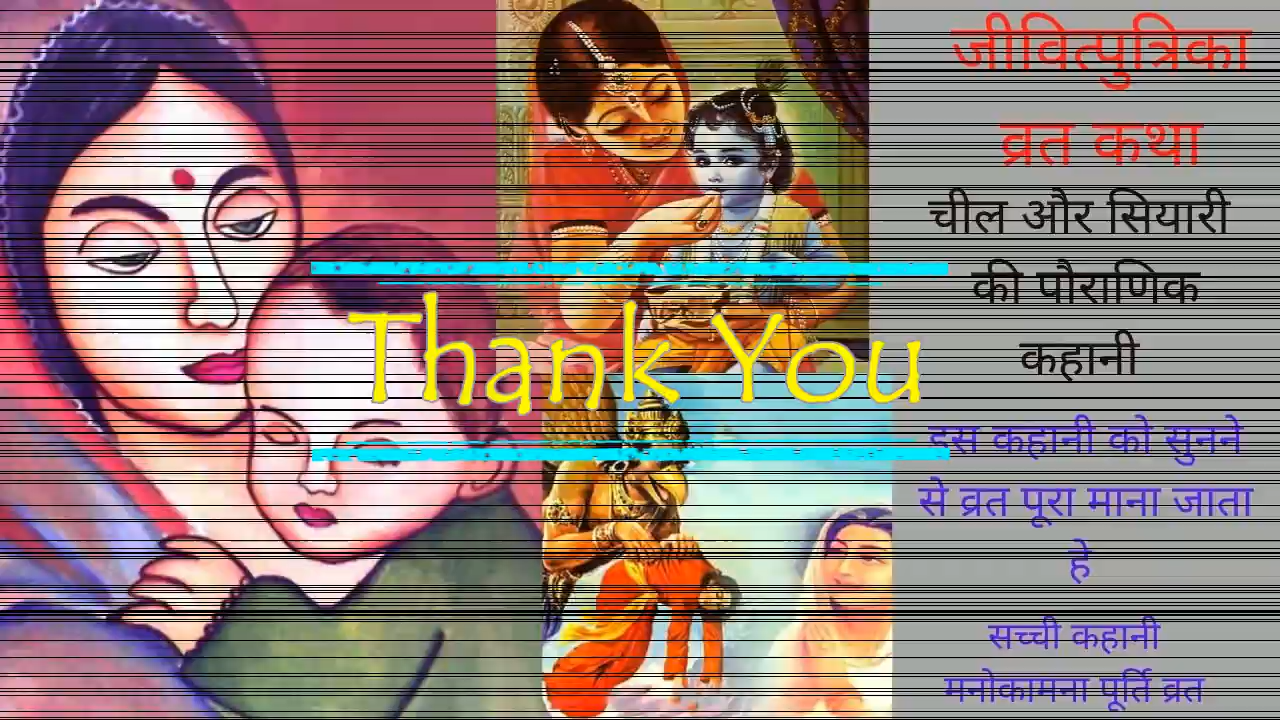 जीवित्पुत्रिका
व्रत कथा
चील और सियारी
की पौराणिक
कहानी
Thank You
इस कहानी को सुनने
से व्रत पूरा माना जाता
हे
सच्ची कहानी
मनोकामना पूर्ति व्रत